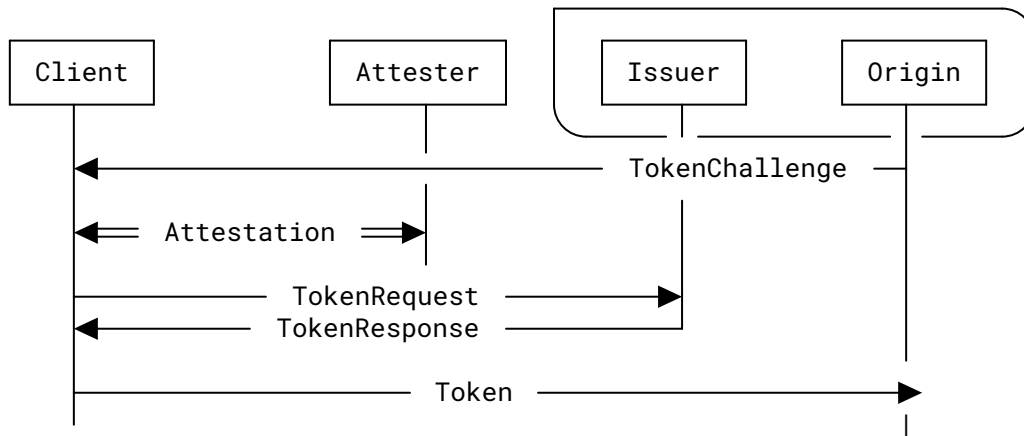 Client Attester Issuer Origin
TokenChallenge
Attestation
TokenRequest
TokenResponse
Token